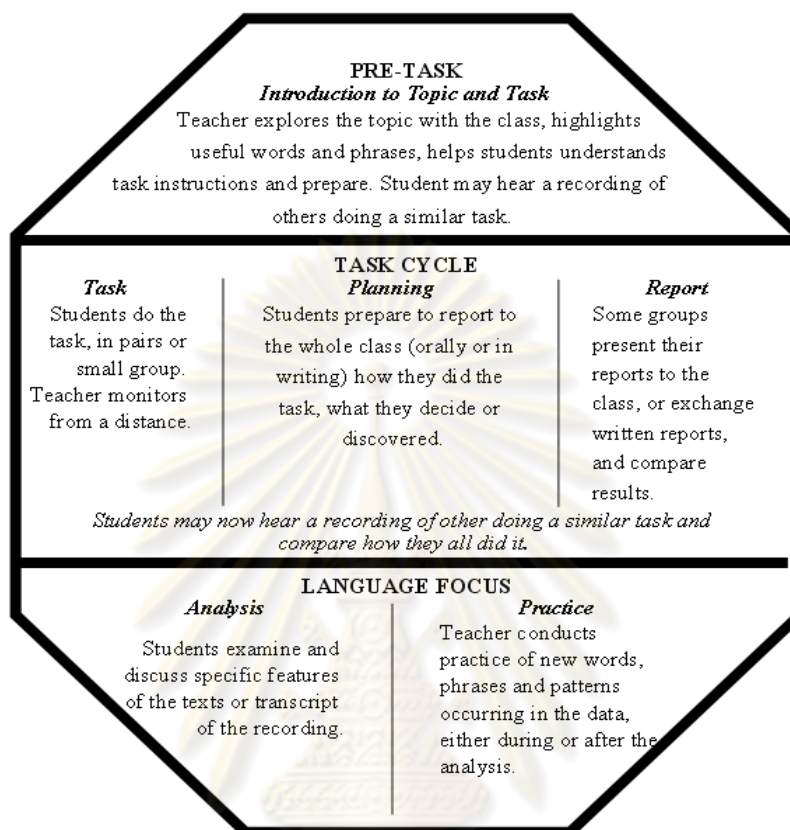 PRE-TASK
Introduction to Topic and Task
Teacher explores the topic with the class, highlights
useful words and phrases, helps students understands
task instructions and prepare. Student may hear a recording of
others doing a similar task.
TASK CYCLE
Task
Students do the
task, in pairs or
small group.
Teacher monitors
from a distance.
Planning
Students prepare to report to
the whole class (orally or in
writing) how they did the
task, what they decide or
discovered.
Report
Some groups
present their
reports to the
class, or exchange
written reports,
and compare
results.
Students may now hear a recording of other doing a similar task and
compare how they all did it.
LANGUAGE FOCUS
Analysis
Students examine and
discuss specific features
of the texts or transcript
of the recording.
Practice
Teacher conducts
practice of new words,
phrases and patterns
occurring in the data,
either during or after the
analysis.